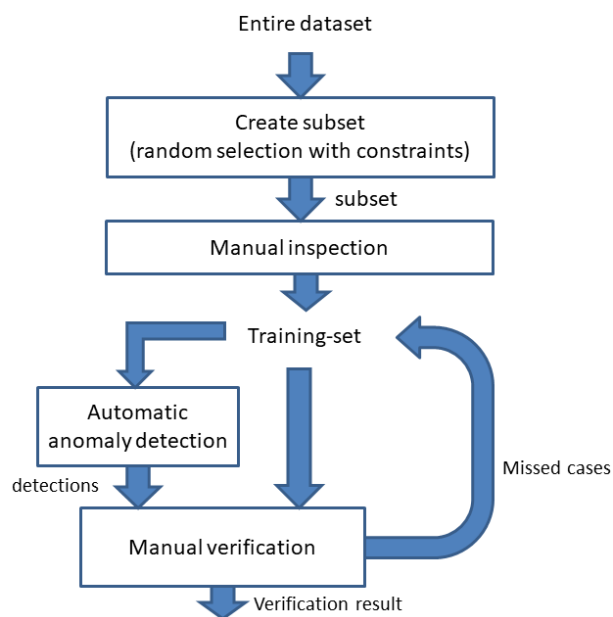 Entire dataset
Create subset
(random selection with constraints)
subset
Manual inspection
Training-set
Automatic
anomaly detection
Missed cases
detections
Manual verification
Verification result